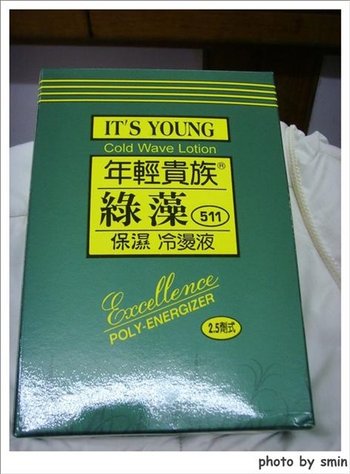 IT'S YOUNG
Cold Wave Lotion
年輕貴族®
綠藻 511
保濕 冷燙液
Excellence
POLY-ENERGIZER
2.5劑式
photo by smin